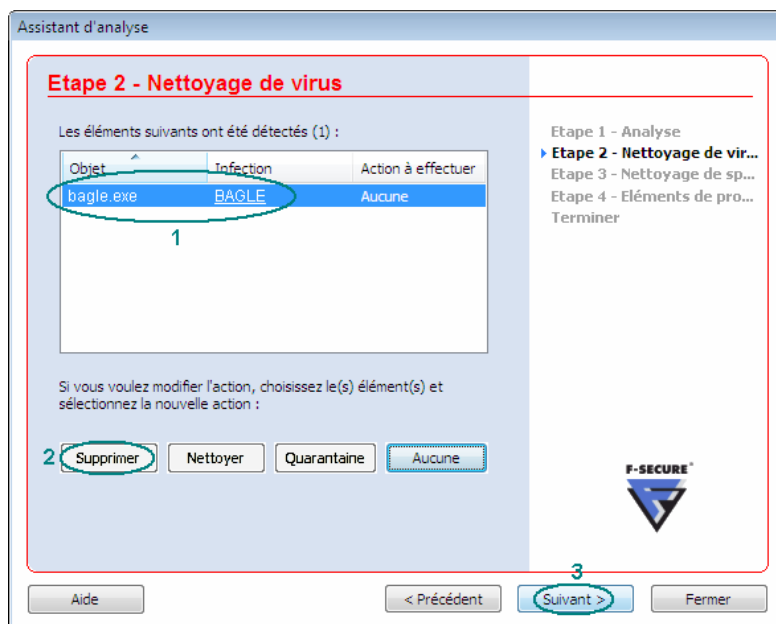 Assistant d'analyse
Etape 2 - Nettoyage de virus
Les éléments suivants ont été détectés (1) :
Objet Infection Action à effectuer
bagle.exe BAGLE Aucune
1
Si vous voulez modifier l'action, choisissez le(s) élément(s) et
sélectionnez la nouvelle action :
2 Supprimer Nettoyer Quarantaine Aucune
Etape 1 - Analyse
Etape 2 - Nettoyage de vir...
Etape 3 - Nettoyage de sp...
Etape 4 - Eléments de pro...
Terminer
F-SECURE
3
Aide < Précédent Suivant > Fermer